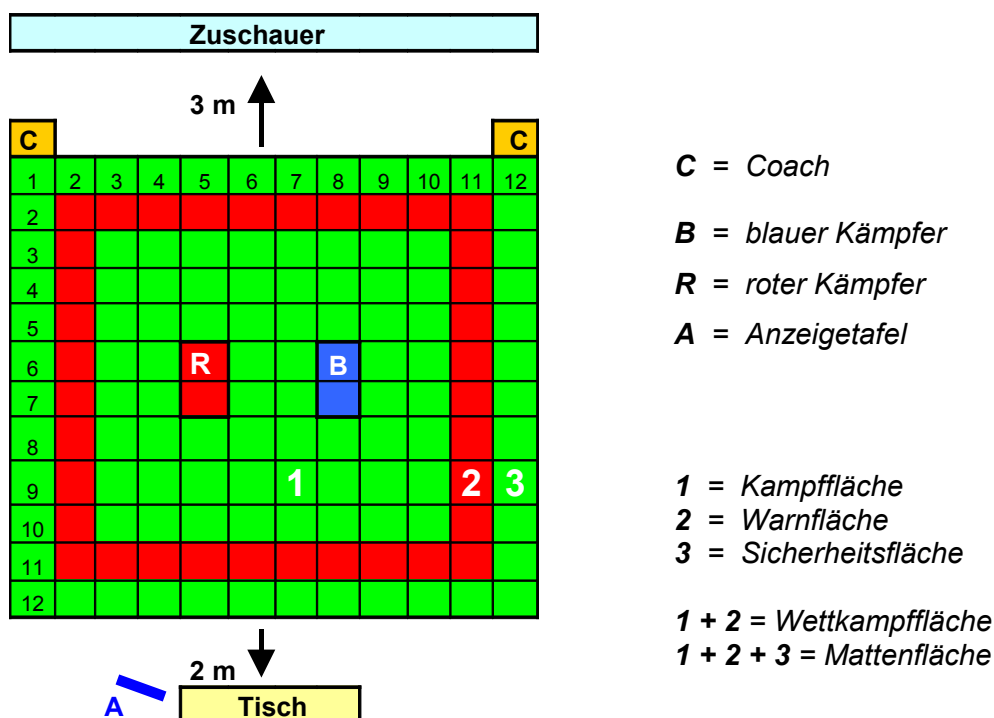 Zuschauer
3 m
C C
1 2 3 4 5 6 7 8 9 10 11 12
2
3
4
5
6 R B
7
8
9 1 2 3
10
11
12
2 m
A Tisch
C = Coach
B = blauer Kämpfer
R = roter Kämpfer
A = Anzeigetafel
1 = Kampffläche
2 = Warnfläche
3 = Sicherheitsfläche
1 + 2 = Wettkampffläche
1 + 2 + 3 = Mattenfläche